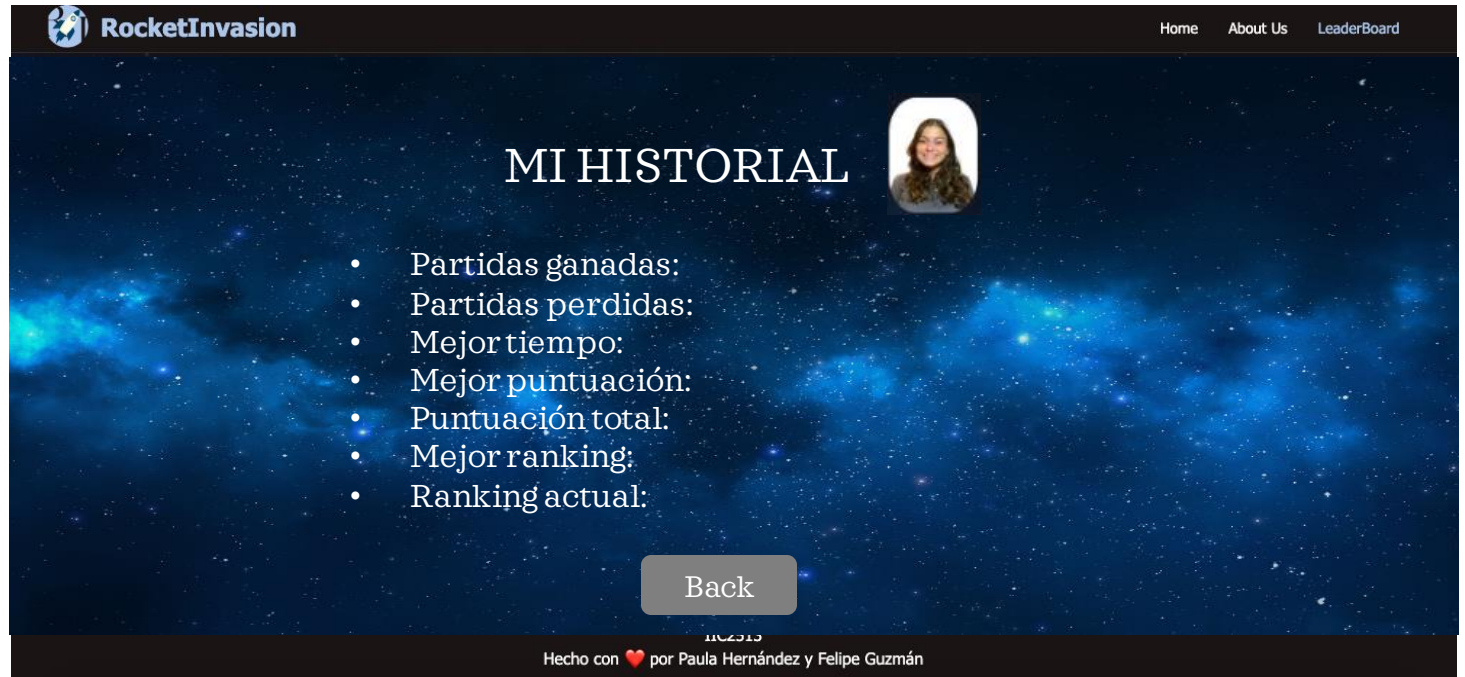 RocketInvasion
Home About Us LeaderBoard
MI HISTORIAL
• Partidas ganadas:
• Partidas perdidas:
• Mejor tiempo:
• Mejor puntuación:
• Puntuación total:
• Mejor ranking:
• Ranking actual:
Back
Hecho con ❤️ por Paula Hernández y Felipe Guzmán